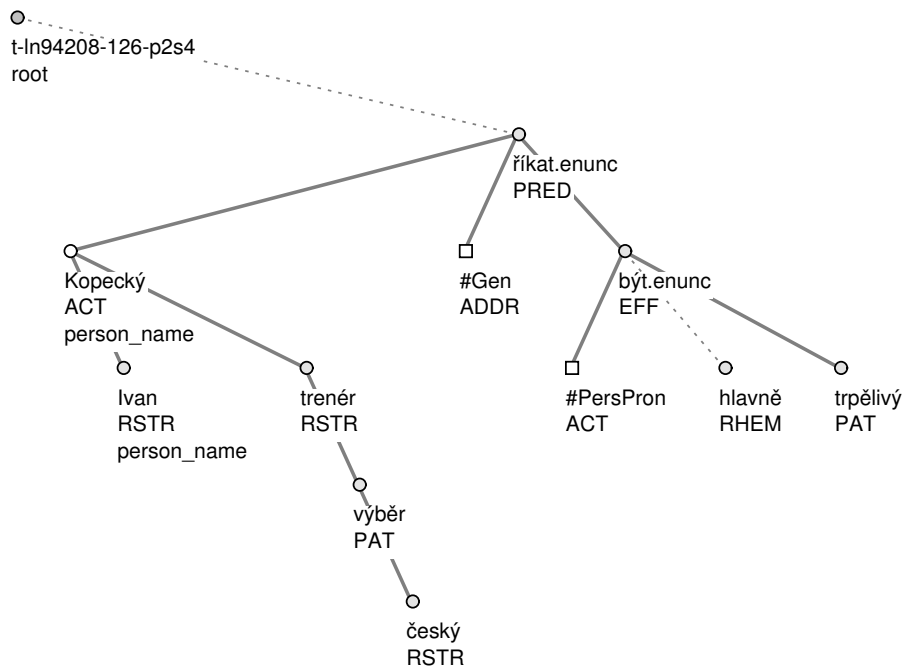 t-ln94208-126-p2s4
root
říkat.enunc
PRED
Kopecký
ACT
person_name
#Gen
ADDR
být.enunc
EFF
Ivan
RSTR
person_name
trenér
RSTR
#PersPron
ACT
hlavně
RHEM
trpělivý
PAT
výběr
PAT
český
RSTR